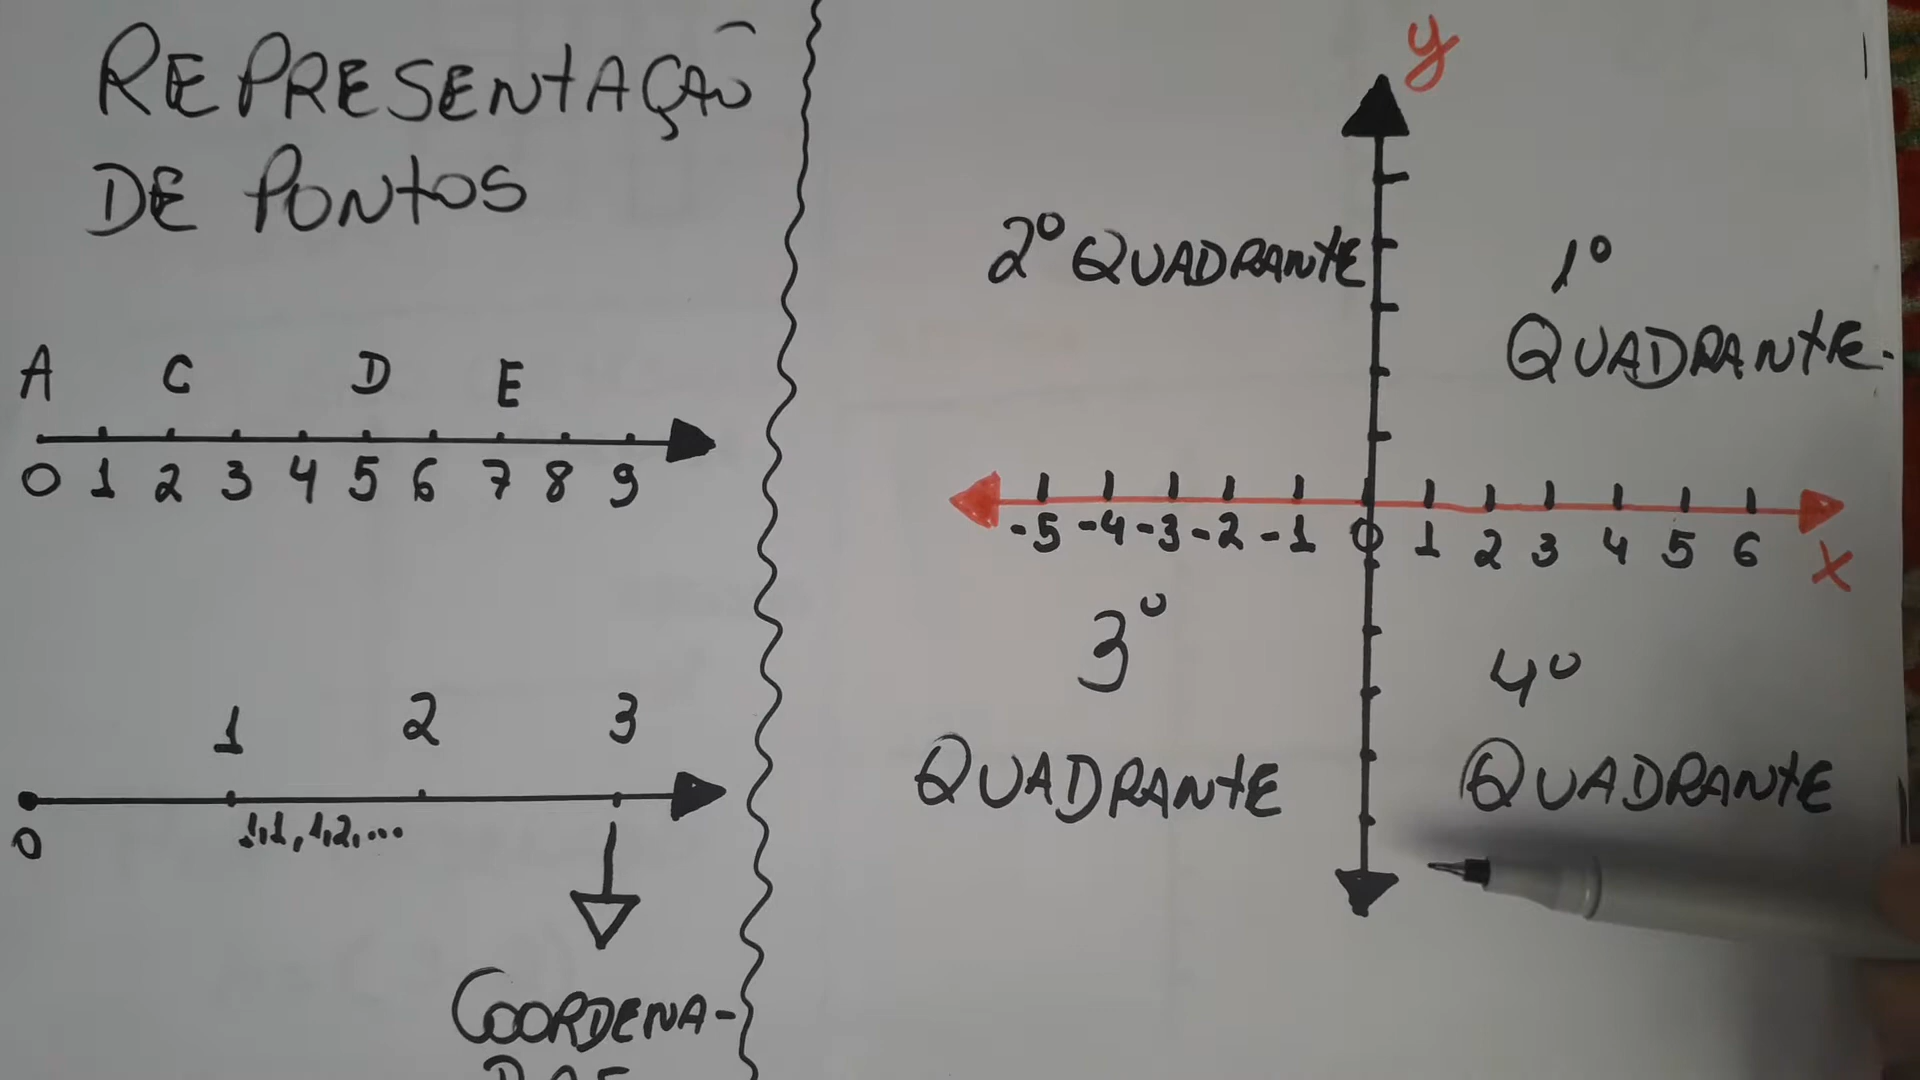 REPRESENTAÇÃO
DE PONTOS
A C D E
0 1 2 3 4 5 6 7 8 9
1 2 3
0 1,1, 1,2, ...
COORDENA-
y
2º QUADRANTE
1º
QUADRANTE.
-5 -4 -3 -2 -1 0 1 2 3 4 5 6
x
3º
QUADRANTE
4º
QUADRANTE